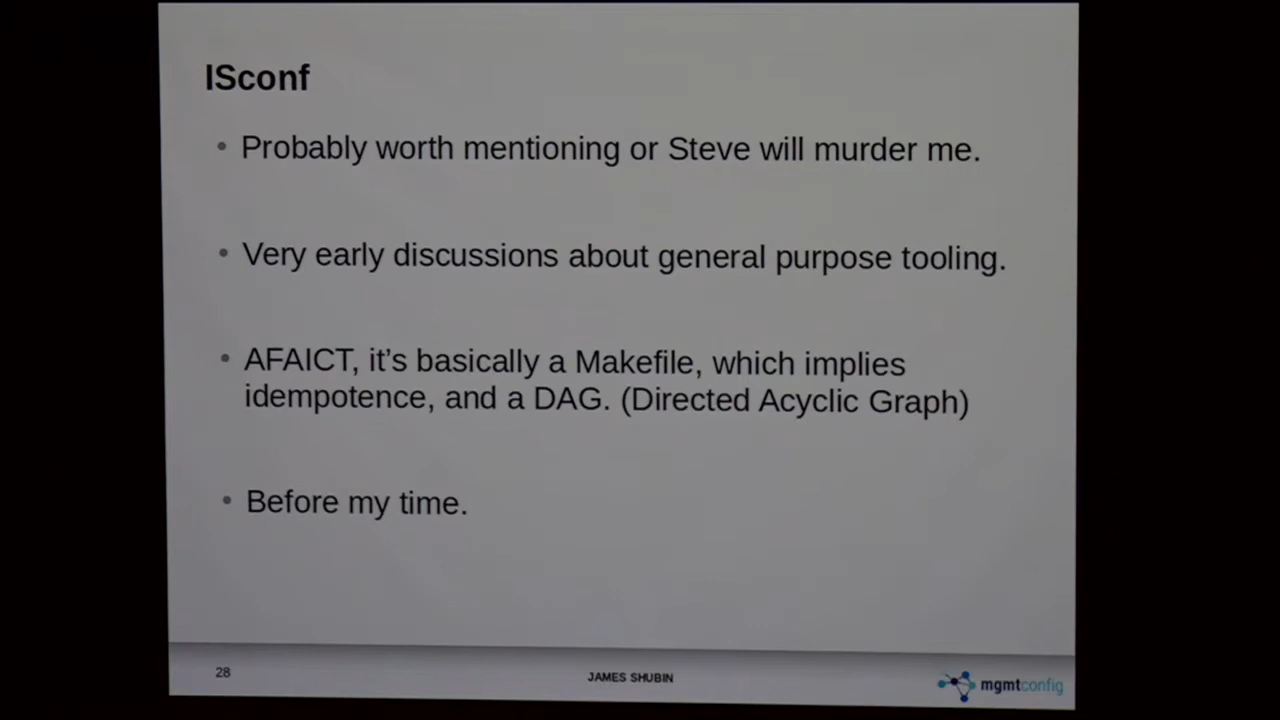 ISconf
• Probably worth mentioning or Steve will murder me.
• Very early discussions about general purpose tooling.
• AFAICT, it's basically a Makefile, which implies
idempotence, and a DAG. (Directed Acyclic Graph)
• Before my time.
28
JAMES SHUBIN
mgmtconfig